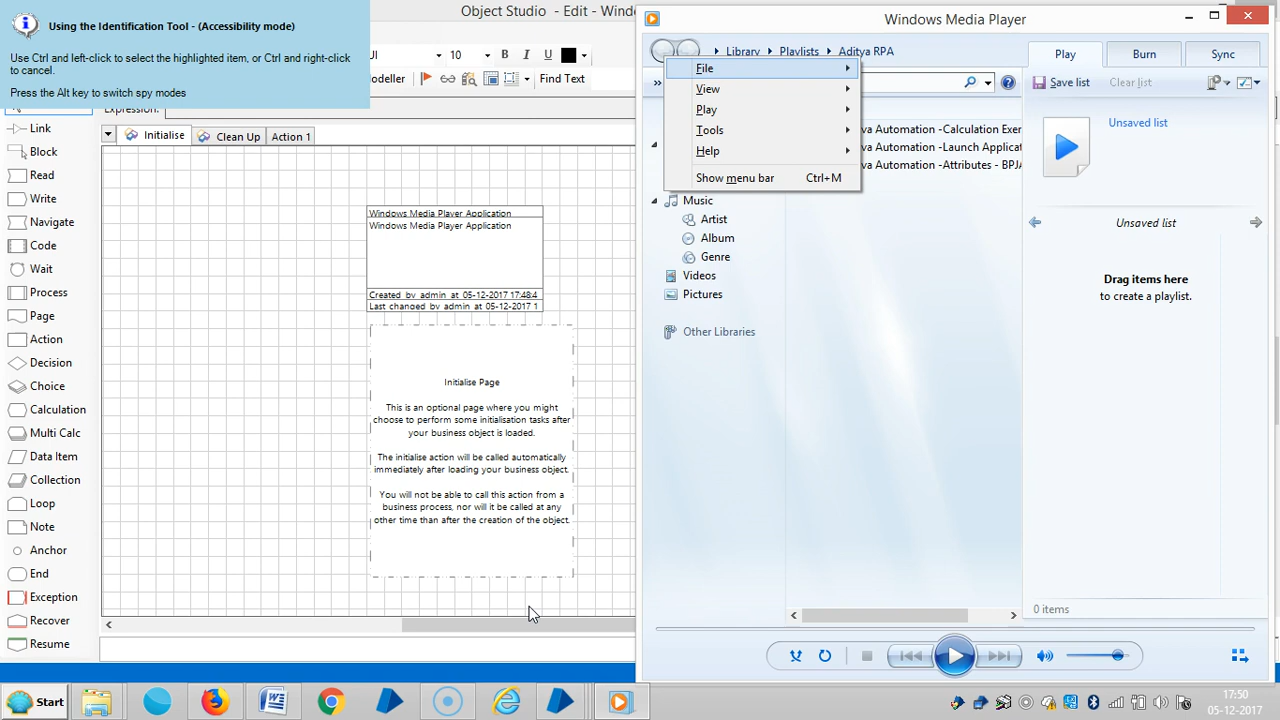 Using the Identification Tool - (Accessibility mode)
Use Ctrl and left-click to select the highlighted item, or Ctrl and right-click
to cancel.
Press the Alt key to switch spy modes
Object Studio - Edit - Windo
10
B
I
U
odeller
Find Text
Expression:
Initialise
Clean Up
Action 1
Link
Block
Read
Write
Navigate
Code
Wait
Process
Page
Action
Decision
Choice
Calculation
Multi Calc
Data Item
Collection
Loop
Note
Anchor
End
Exception
Recover
Resume
Windows Media Player Application
Windows Media Player Application
Created by admin at 05-12-2017 17:48:4
Last changed by admin at 05-12-2017 1
Initialise Page
This is an optional page where you might
choose to perform some initialisation tasks after
your business object is loaded.
The initialise action will be called automatically
immediately after loading your business object.
You will not be able to call this action from a
business process, nor will it be called at any
other time than after the creation of the object.
Windows Media Player
Library
Playlists
Aditya RPA
Play
Burn
Sync
File
View
Play
Tools
Help
Show menu bar Ctrl+M
Save list
Clear list
Unsaved list
va Automation -Calculation Exer
va Automation -Launch Applicat
va Automation -Attributes - BPJA
Music
Artist
Album
Genre
Videos
Pictures
Other Libraries
Unsaved list
Drag items here
to create a playlist.
0 items
Start
17:50
05-12-2017